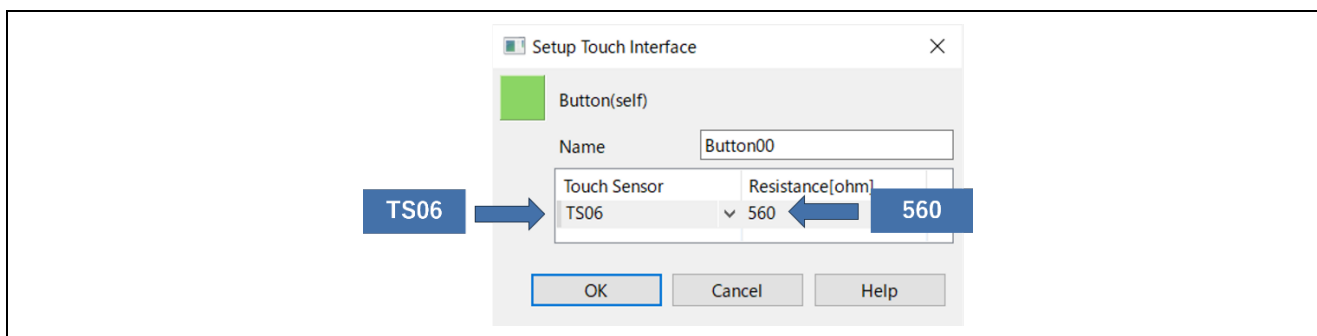 Setup Touch Interface
Button(self)
Name Button00
Touch Sensor Resistance[ohm]
TS06 TS06 560 560
OK Cancel Help